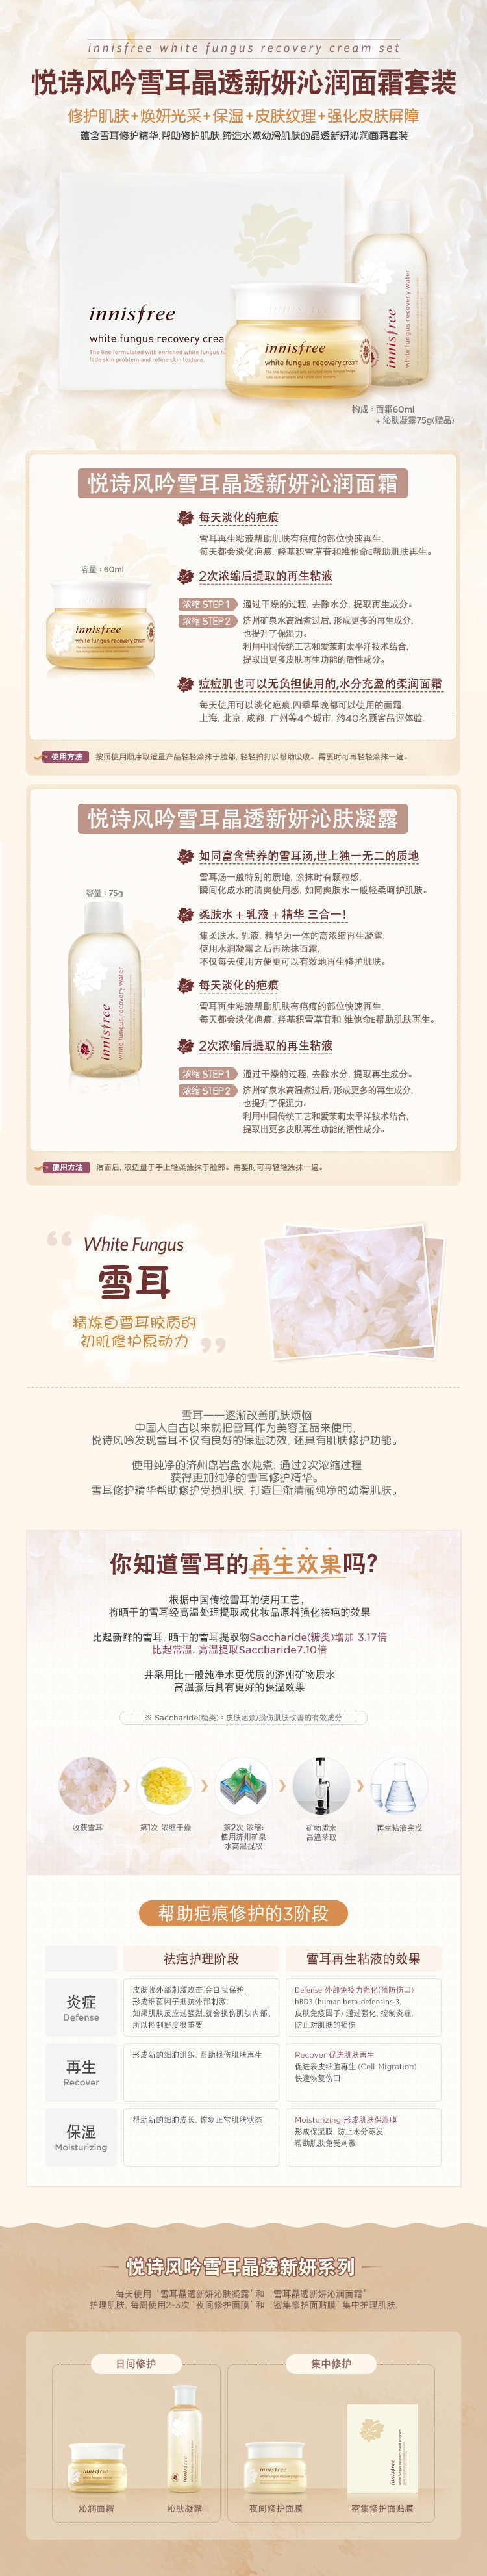 innisfree white fungus recovery cream set
悦诗风吟雪耳晶透新妍沁润面霜套装
修护肌肤+焕妍光采+保湿+皮肤纹理+强化皮肤屏障
蕴含雪耳修护精华,帮助修护肌肤,缔造水嫩幼滑肌肤的晶透新妍沁润面霜套装
innisfree
white fungus recovery crea
The line formulated with enriched white fungus h
fade skin problem and refine skin texture.
innisfree
white fungus recovery cream
innisfree
white fungus recovery water
构成：面霜60ml
+ 沁肤凝露75g(赠品)
悦诗风吟雪耳晶透新妍沁润面霜
容量：60ml
innisfree
white fungus recovery cream
每天淡化的疤痕
雪耳再生粘液帮助肌肤有疤痕的部位快速再生,
每天都会淡化疤痕, 羟基积雪草苷和维他命E帮助肌肤再生。
2次浓缩后提取的再生粘液
浓缩 STEP 1 通过干燥的过程, 去除水分, 提取再生成分。
浓缩 STEP 2 济州矿泉水高温煮过后, 形成更多的再生成分,
也提升了保湿力。
利用中国传统工艺和爱茉莉太平洋技术结合,
提取出更多皮肤再生功能的活性成分。
痘痘肌也可以无负担使用的,水分充盈的柔润面霜
每天使用可以淡化疤痕,四季早晚都可以使用的面霜,
上海, 北京, 成都, 广州等4个城市, 约40名顾客品评体验.
使用方法 按照使用顺序取适量产品轻轻涂抹于脸部, 轻轻拍打以帮助吸收。需要时可再轻轻涂抹一遍。
悦诗风吟雪耳晶透新妍沁肤凝露
容量：75g
innisfree
white fungus recovery water
如同富含营养的雪耳汤,世上独一无二的质地
雪耳汤一般特别的质地, 涂抹时有颗粒感,
瞬间化成水的清爽使用感, 如同爽肤水一般轻柔呵护肌肤。
柔肤水 + 乳液 + 精华 三合一！
集柔肤水, 乳液, 精华为一体的高浓缩再生凝露.
使用水润凝露之后再涂抹面霜,
不仅每天使用方便更可以有效地再生修护肌肤。
每天淡化的疤痕
雪耳再生粘液帮助肌肤有疤痕的部位快速再生,
每天都会淡化疤痕, 羟基积雪草苷和 维他命E帮助肌肤再生。
2次浓缩后提取的再生粘液
浓缩 STEP 1 通过干燥的过程, 去除水分, 提取再生成分。
浓缩 STEP 2 济州矿泉水高温煮过后, 形成更多的再生成分,
也提升了保湿力。
利用中国传统工艺和爱茉莉太平洋技术结合,
提取出更多皮肤再生功能的活性成分。
使用方法 洁面后, 取适量于手上轻柔涂抹于脸部。需要时可再轻轻涂抹一遍。
White Fungus
雪耳
精炼自雪耳胶质的
初肌修护原动力
雪耳——逐渐改善肌肤烦恼
中国人自古以来就把雪耳作为美容圣品来使用,
悦诗风吟发现雪耳不仅有良好的保湿功效, 还具有肌肤修护功能。
使用纯净的济州岛岩盘水炖煮, 通过2次浓缩过程
获得更加纯净的雪耳修护精华。
雪耳修护精华帮助修护受损肌肤, 打造日渐清丽纯净的幼滑肌肤。
你知道雪耳的再生效果吗?
根据中国传统雪耳的使用工艺,
将晒干的雪耳经高温处理提取成化妆品原料强化祛疤的效果
比起新鲜的雪耳, 晒干的雪耳提取物Saccharide(糖类)增加 3.17倍
比起常温, 高温提取Saccharide7.10倍
并采用比一般纯净水更优质的济州矿物质水
高温煮后具有更好的保湿效果
※ Saccharide(糖类)：皮肤疤痕/损伤肌肤改善的有效成分
收获雪耳
第1次 浓缩干燥
第2次 浓缩:
使用济州矿泉
水高温提取
矿物质水
高温萃取
再生粘液完成
帮助疤痕修护的3阶段
祛疤护理阶段
雪耳再生粘液的效果
炎症
Defense
皮肤收外部刺激攻击,会自我保护,
形成细菌因子抵抗外部刺激,
如果肌肤反应过强烈,就会损伤肌肤内部,
所以控制好度很重要
Defense 外部免疫力强化(预防伤口)
hBD3 (human beta-defensins-3,
皮肤免疫因子) 通过强化, 控制炎症,
防止对肌肤的损伤
再生
Recover
形成新的细胞组织, 帮助损伤肌肤再生
Recover 促进肌肤再生
促进表皮细胞再生 (Cell-Migration)
快速恢复伤口
保湿
Moisturizing
帮助新的细胞成长, 恢复正常肌肤状态
Moisturizing 形成肌肤保湿膜
形成保湿膜, 防止水分蒸发,
帮助肌肤免受刺激
悦诗风吟雪耳晶透新妍系列
每天使用 ‘雪耳晶透新妍沁肤凝露’ 和 ‘雪耳晶透新妍沁润面霜’
护理肌肤, 每周使用2-3次 ‘夜间修护面膜’ 和 ‘密集修护面贴膜’ 集中护理肌肤.
日间修护
集中修护
innisfree
innisfree
innisfree
innisfree
沁润面霜
沁肤凝露
夜间修护面膜
密集修护面贴膜